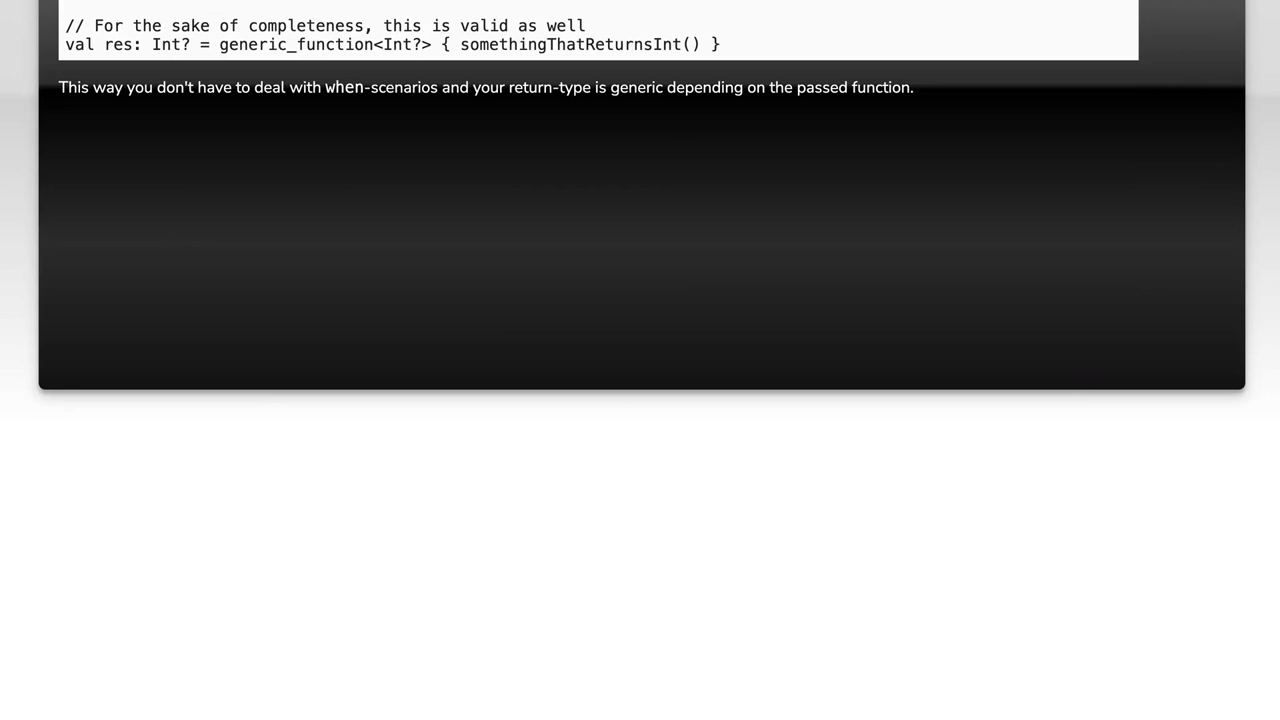 // For the sake of completeness, this is valid as well
val res: Int? = generic_function<Int?> { somethingThatReturnsInt() }
This way you don't have to deal with when-scenarios and your return-type is generic depending on the passed function.